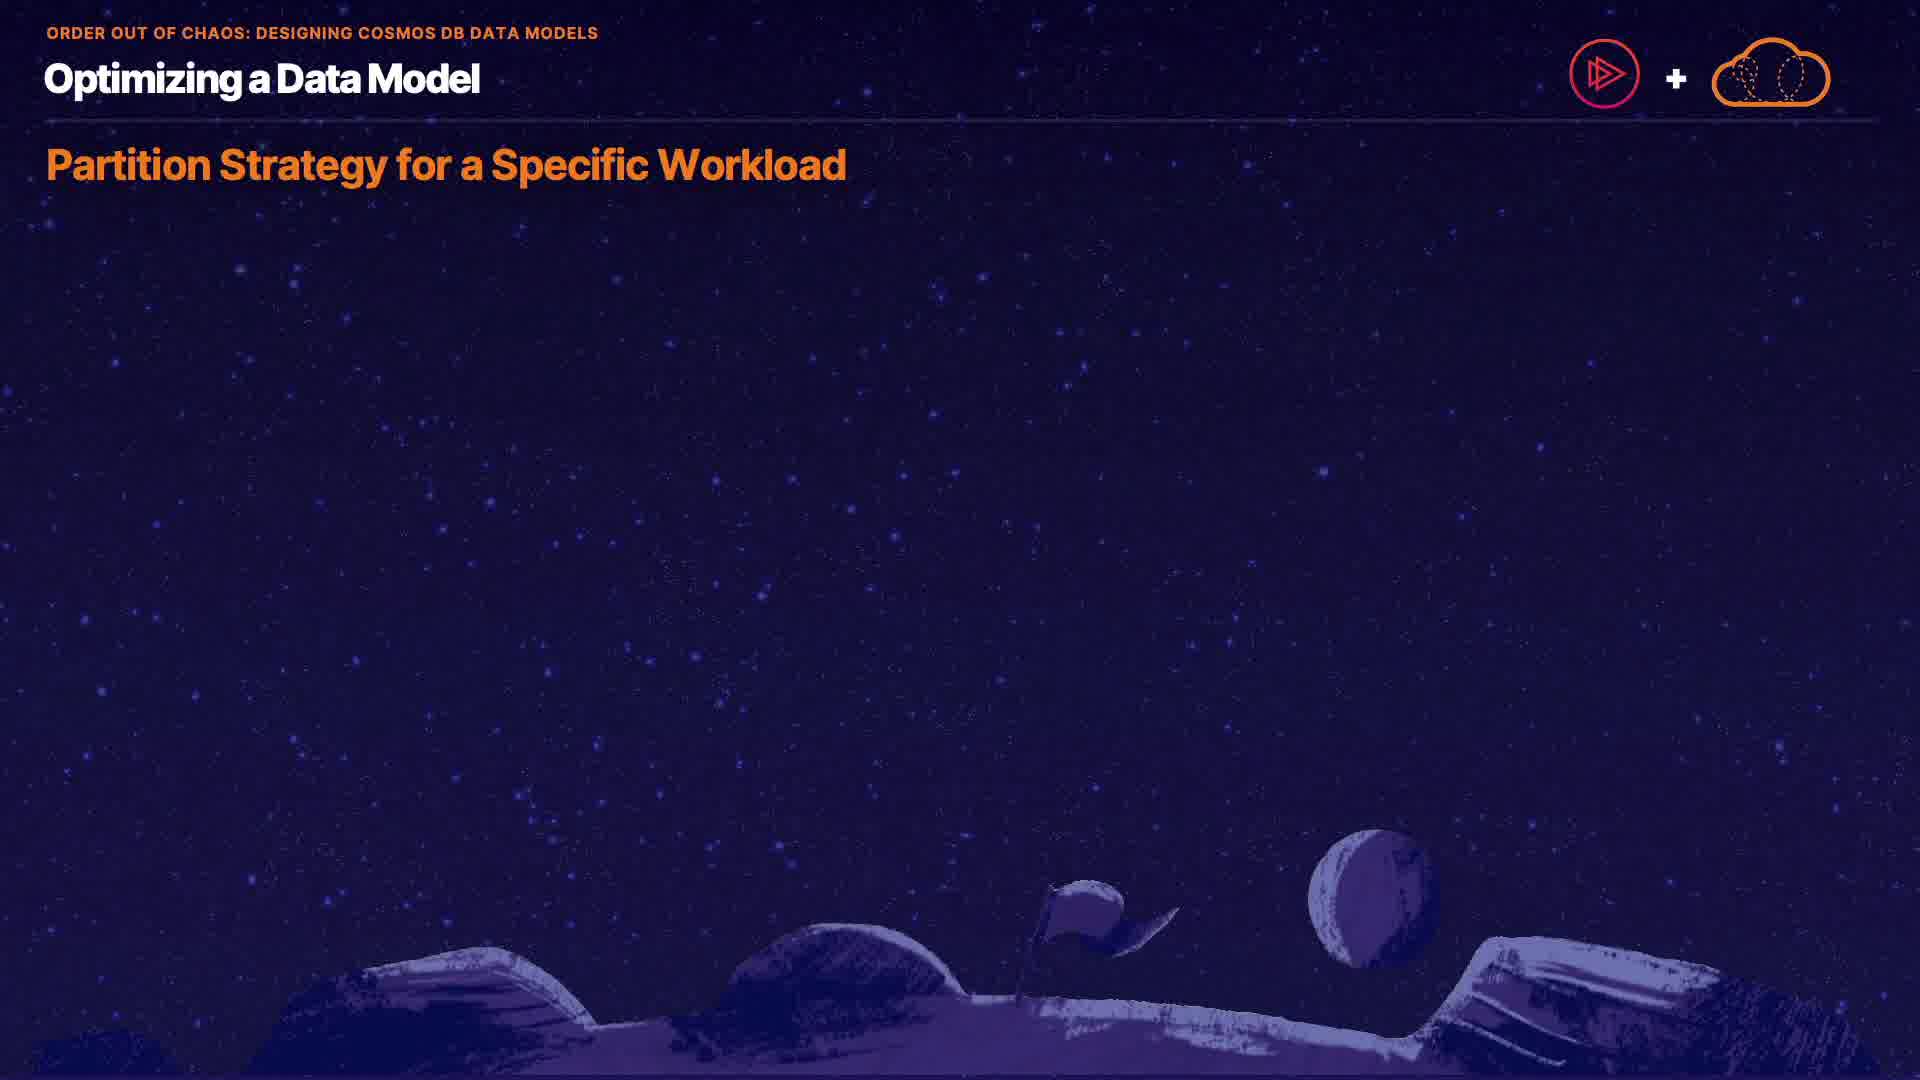 ORDER OUT OF CHAOS: DESIGNING COSMOS DB DATA MODELS
Optimizing a Data Model
+
Partition Strategy for a Specific Workload